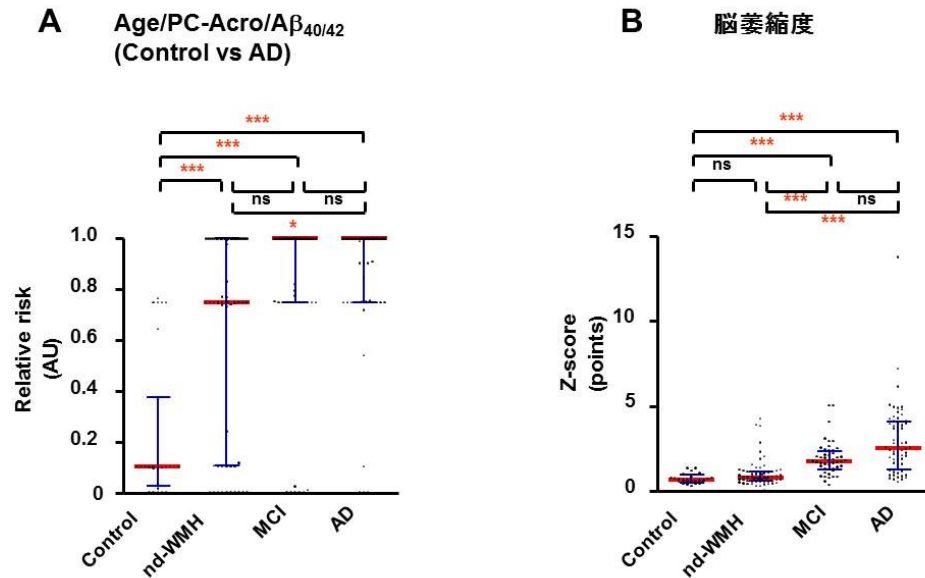 A Age/PC-Acro/Aβ40/42
(Control vs AD)
***
***
***
ns
ns
*
1.0
0.8
0.6
0.4
0.2
0
Relative risk
(AU)
Control
nd-WMH
MCI
AD
B 脳萎縮度
***
***
ns
***
ns
***
15
10
5
0
Z-score
(points)
Control
nd-WMH
MCI
AD